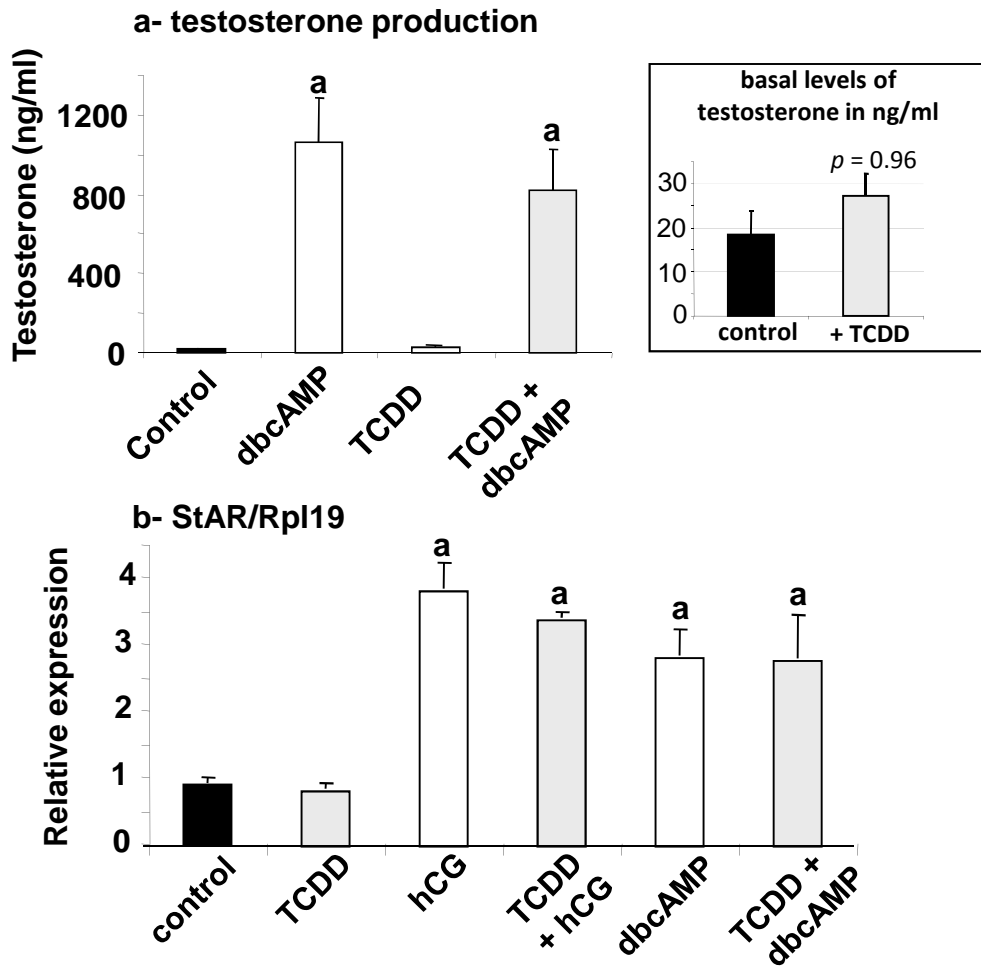 a- testosterone production
Testosterone (ng/ml)
1200
800
400
0
a
a
Control
dbcAMP
TCDD
TCDD +
dbcAMP
basal levels of
testosterone in ng/ml
p = 0.96
30
20
10
0
control
+ TCDD
b- StAR/Rpl19
Relative expression
4
3
2
1
0
a
a
a
a
control
TCDD
hCG
TCDD
+ hCG
dbcAMP
TCDD +
dbcAMP